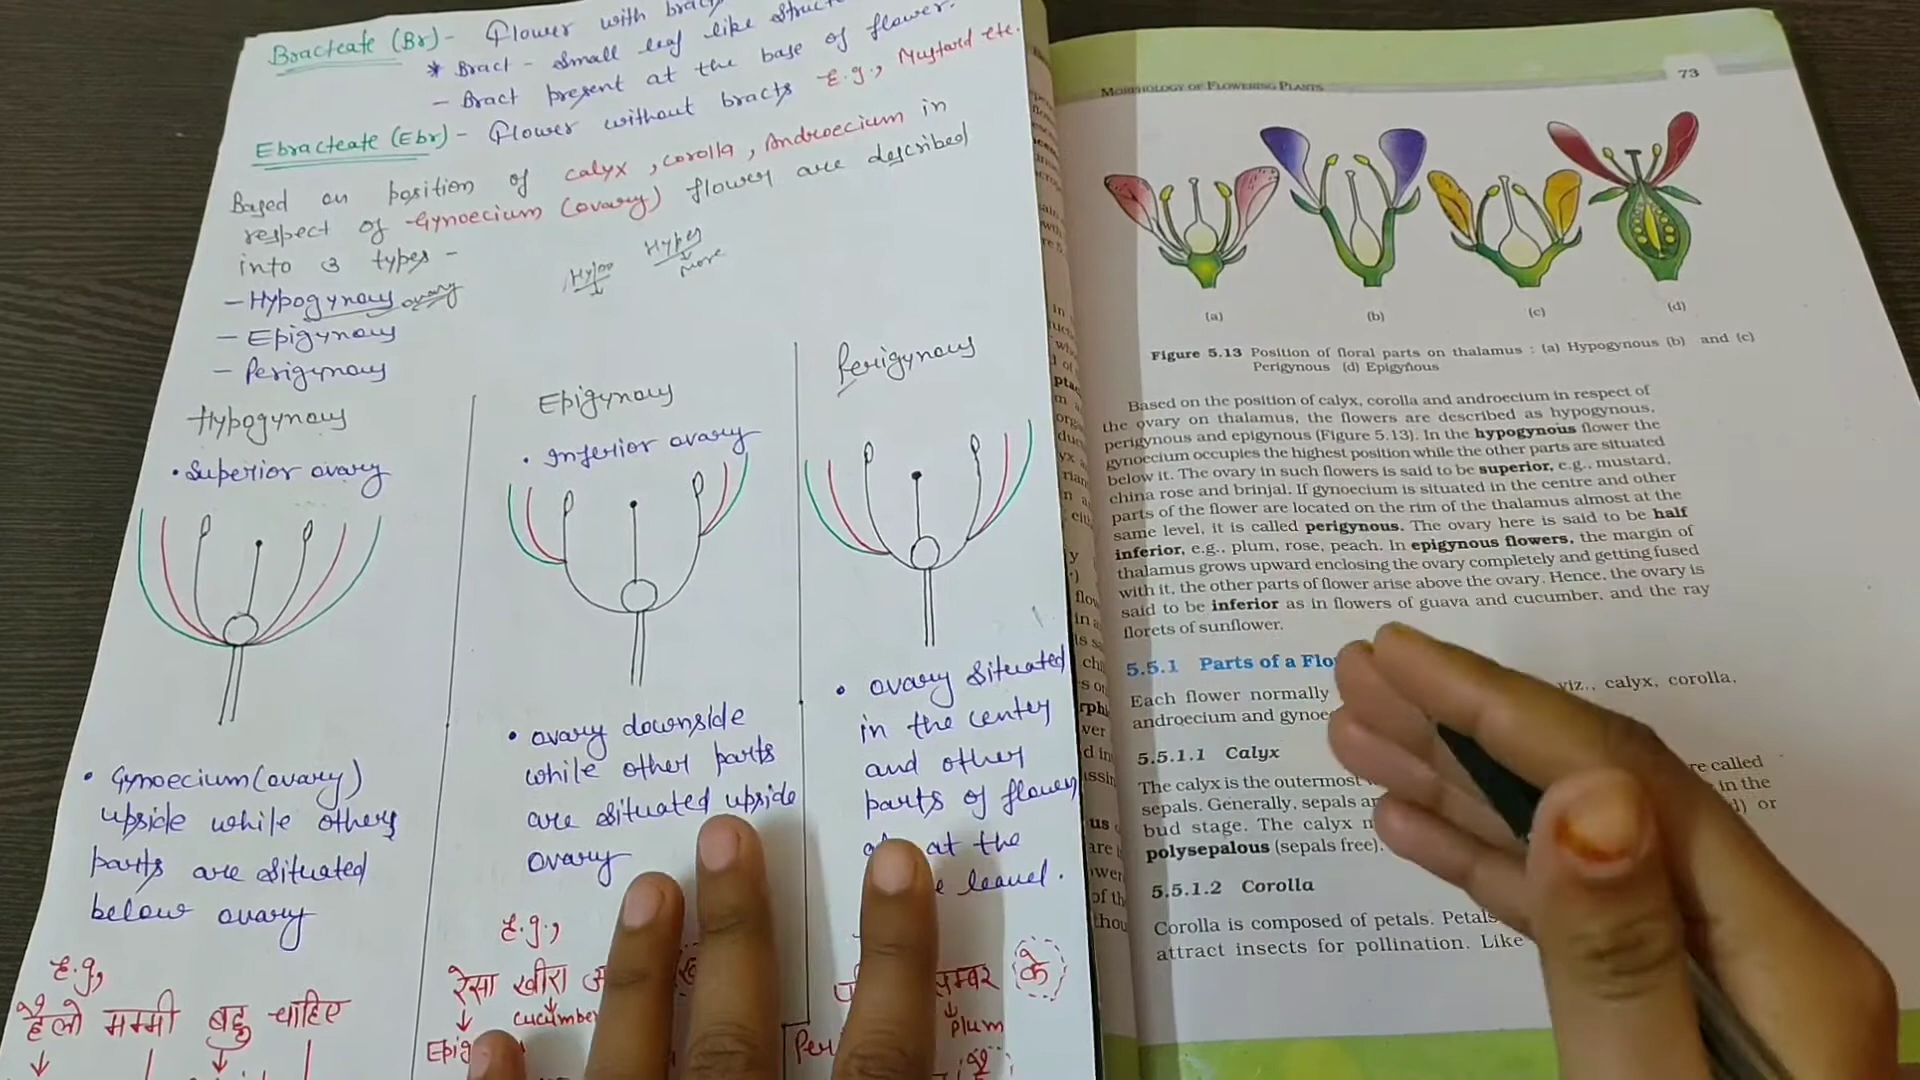 Bracteate (Br) - Flower with
* Bract - small leaf like
- Bract present at the base of flower.
Ebracteate (Ebr) - Flower without bracts E.g., Mustard etc.
Based on position of calyx, corolla, Androecium in
respect of Gynoecium (ovary) flower are described
into 3 types -
- Hypogynous ovary
Hypo
Hyper
more
- Epigynous
- Perigynous
Hypogynous
• Superior ovary
• Gynoecium (ovary)
upside while others
parts are situated
below ovary
E.g,
हैलो मम्मी बहु चाहिए
Epigynous
• Inferior ovary
• ovary downside
while other parts
are situated upside
ovary
E.g.,
ऐसा खीरा
cucumber
Epig
Perigynous
• ovary situated
in the center
and other
parts of flower
at the
leavel.
के
plum
Per
MORPHOLOGY OF FLOWERING PLANTS
73
(a) (b) (c) (d)
Figure 5.13 Position of floral parts on thalamus : (a) Hypogynous (b) and (c)
Perigynous (d) Epigynous
Based on the position of calyx, corolla and androecium in respect of
the ovary on thalamus, the flowers are described as hypogynous,
perigynous and epigynous (Figure 5.13). In the hypogynous flower the
gynoecium occupies the highest position while the other parts are situated
below it. The ovary in such flowers is said to be superior, e.g., mustard,
china rose and brinjal. If gynoecium is situated in the centre and other
parts of the flower are located on the rim of the thalamus almost at the
same level, it is called perigynous. The ovary here is said to be half
inferior, e.g., plum, rose, peach. In epigynous flowers, the margin of
thalamus grows upward enclosing the ovary completely and getting fused
with it, the other parts of flower arise above the ovary. Hence, the ovary is
said to be inferior as in flowers of guava and cucumber, and the ray
florets of sunflower.
5.5.1 Parts of a Flo
Each flower normally viz., calyx, corolla,
androecium and gynoe
5.5.1.1 Calyx
The calyx is the outermost are called
sepals. Generally, sepals in the
bud stage. The calyx or
polysepalous (sepals free).
5.5.1.2 Corolla
Corolla is composed of petals. Petals
attract insects for pollination. Like